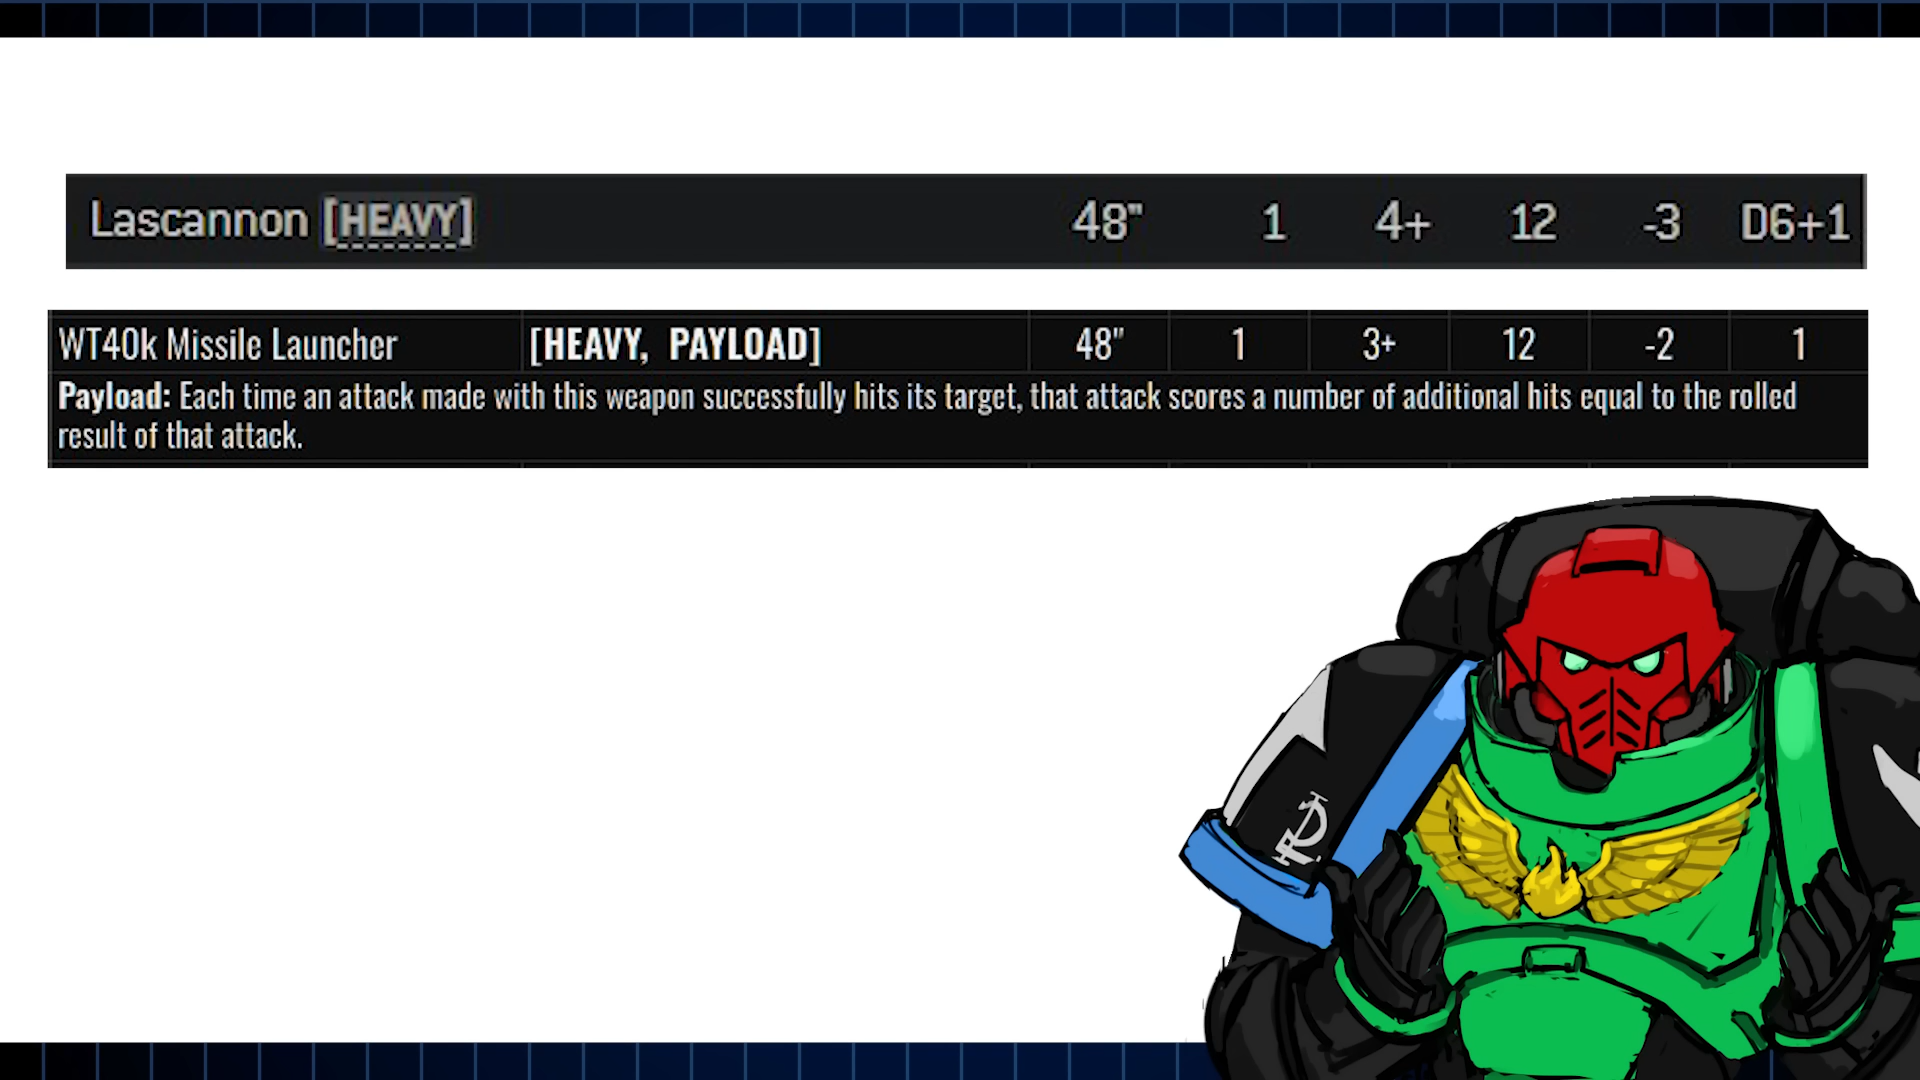 Lascannon [HEAVY] 48" 1 4+ 12 -3 D6+1
WT40k Missile Launcher [HEAVY, PAYLOAD] 48" 1 3+ 12 -2 1
Payload: Each time an attack made with this weapon successfully hits its target, that attack scores a number of additional hits equal to the rolled
result of that attack.